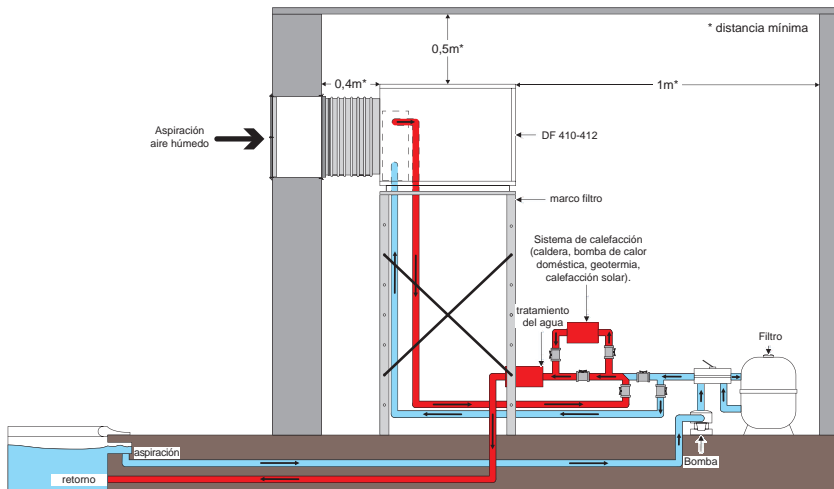 * distancia mínima
0,5m*
0,4m*
1m*
Aspiración
aire húmedo
DF 410-412
marco filtro
Sistema de calefacción
(caldera, bomba de calor
doméstica, geotermia,
calefacción solar).
tratamiento
del agua
Filtro
aspiración
Bomba
retorno